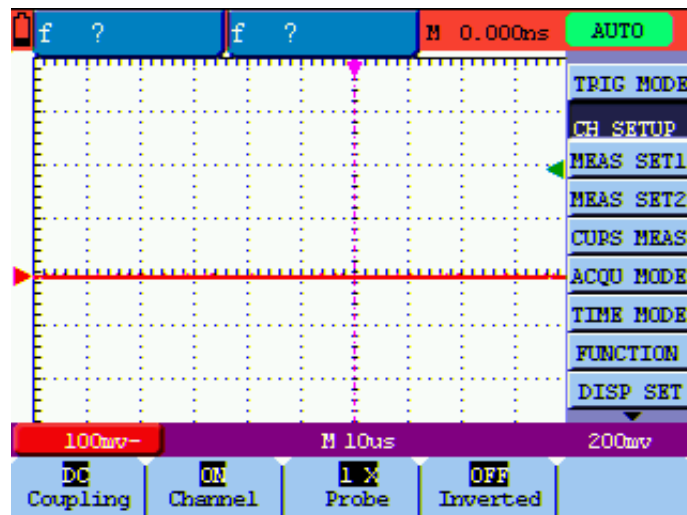 f ? f ? M 0.000ns AUTO
TRIG MODE
CH SETUP
MEAS SET1
MEAS SET2
CURS MEAS
ACQU MODE
TIME MODE
FUNCTION
DISP SET
100mv- M 10us 200mv
DC ON 1 X OFF
Coupling Channel Probe Inverted